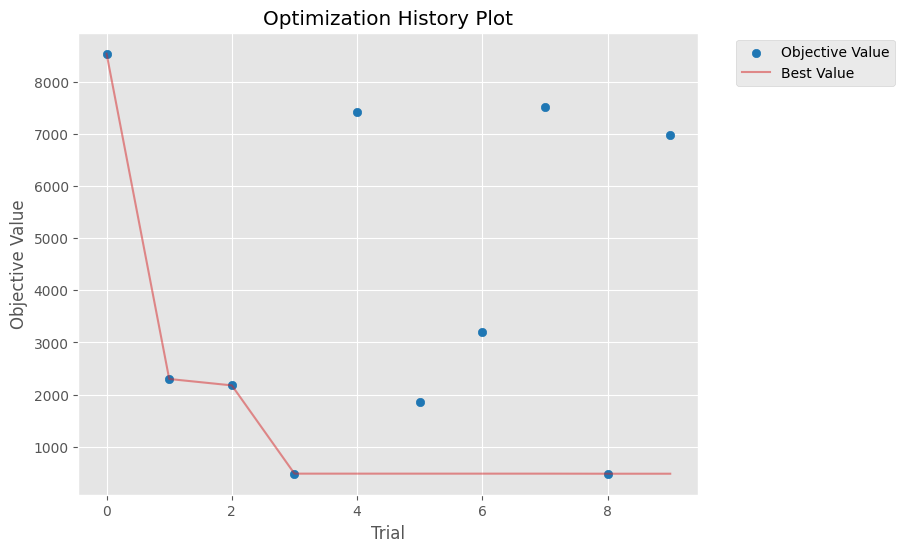 Optimization History Plot
Objective Value
Best Value
8000
7000
6000
5000
4000
3000
2000
1000
Objective Value
0
2
4
6
8
Trial